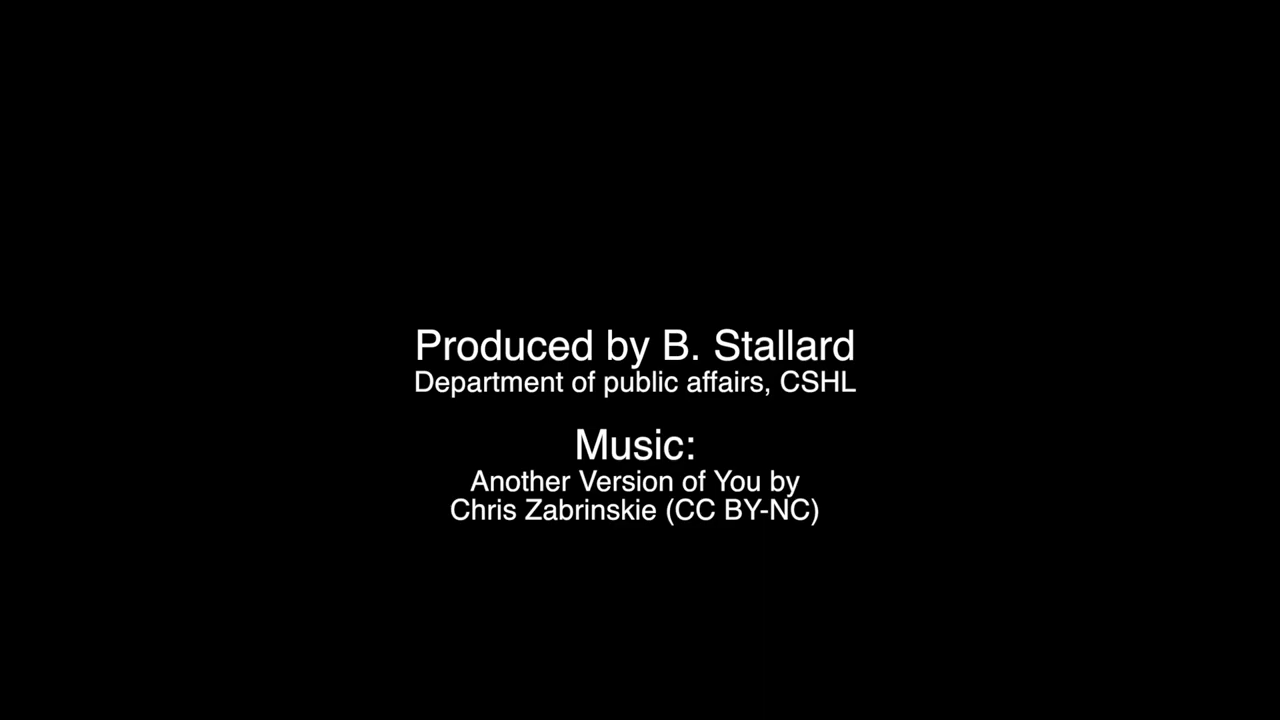 Produced by B. Stallard
Department of public affairs, CSHL
Music:
Another Version of You by
Chris Zabrinskie (CC BY-NC)